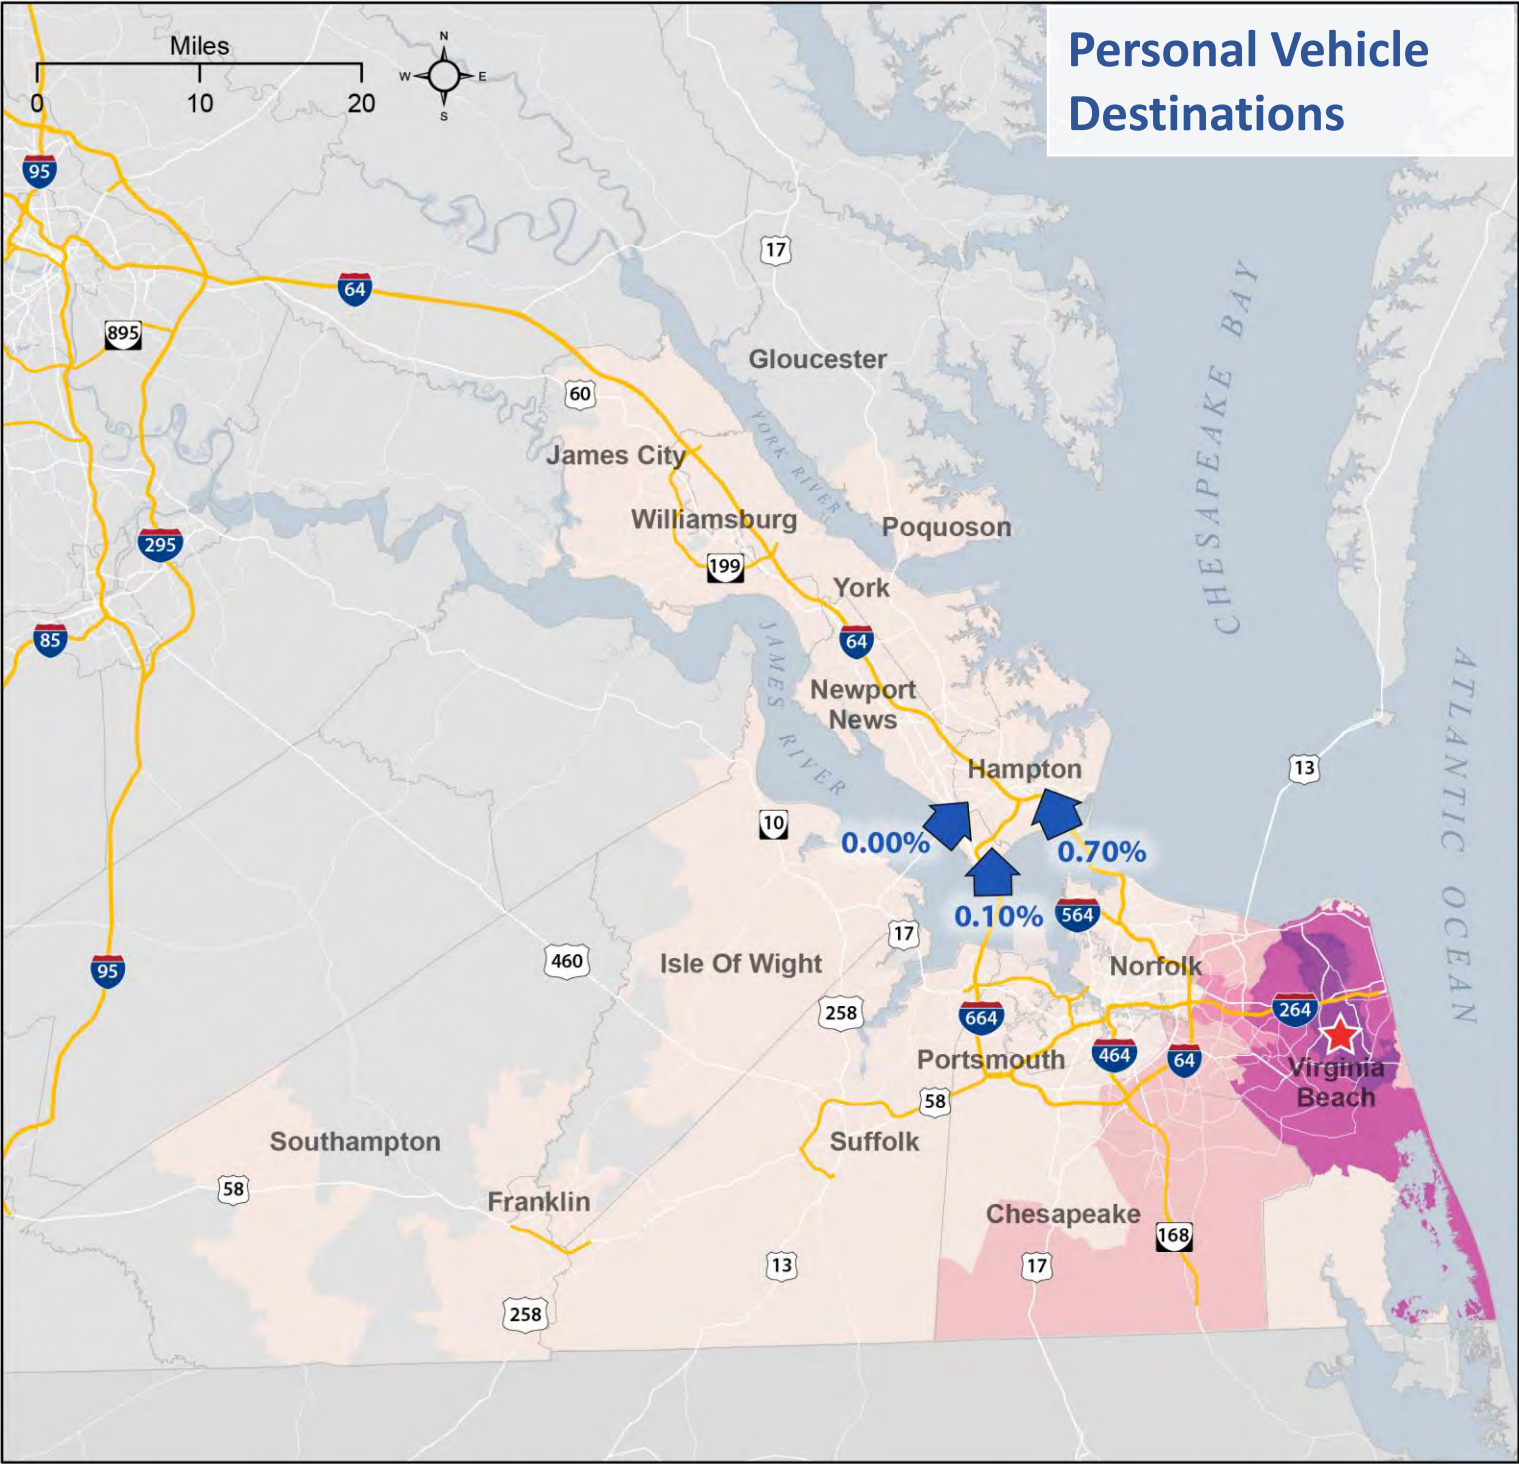 Personal Vehicle
Destinations
Miles
0
10
20
N
W
E
S
95
17
64
895
Gloucester
60
CHESAPEAKE BAY
YORK RIVER
James City
Williamsburg
Poquoson
295
199
York
85
64
JAMES RIVER
ATLANTIC OCEAN
Newport
News
Hampton
13
10
0.00%
0.70%
0.10%
564
17
95
460
Isle Of Wight
Norfolk
258
664
264
Portsmouth
464
64
Virginia
Beach
58
Southampton
Suffolk
58
Franklin
Chesapeake
168
13
17
258